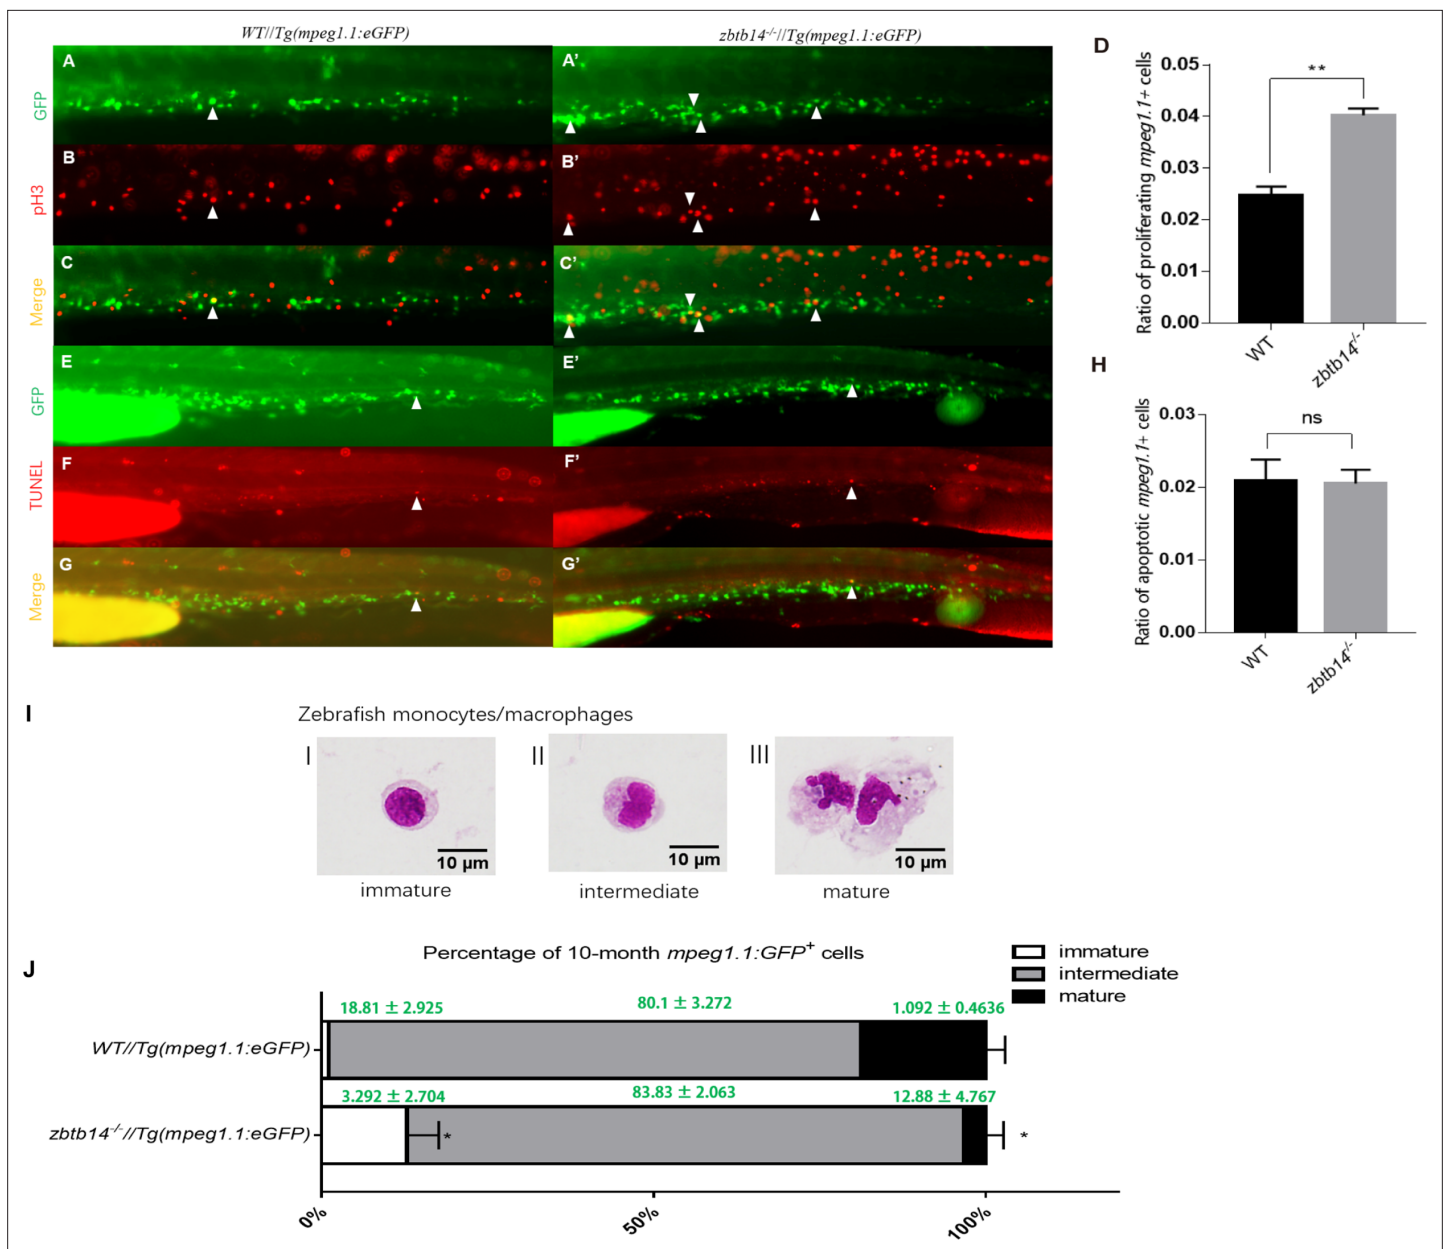 WT//Tg(mpeg1.1:eGFP)
zbtb14-/-//Tg(mpeg1.1:eGFP)
A
A'
GFP
B
B'
pH3
C
C'
Merge
E
E'
GFP
F
F'
TUNEL
G
G'
Merge
D
Ratio of proliferating mpeg1.1+ cells
0.05
0.04
0.03
0.02
0.01
0.00
**
WT
zbtb14-/-
H
Ratio of apoptotic mpeg1.1+ cells
0.03
0.02
0.01
0.00
ns
WT
zbtb14-/-
I
Zebrafish monocytes/macrophages
I
II
III
10 μm
10 μm
10 μm
immature
intermediate
mature
J
Percentage of 10-month mpeg1.1:GFP+ cells
immature
intermediate
mature
18.81 ± 2.925
80.1 ± 3.272
1.092 ± 0.4636
WT//Tg(mpeg1.1:eGFP)
3.292 ± 2.704
83.83 ± 2.063
12.88 ± 4.767
zbtb14-/-//Tg(mpeg1.1:eGFP)
*
*
0%
50%
100%